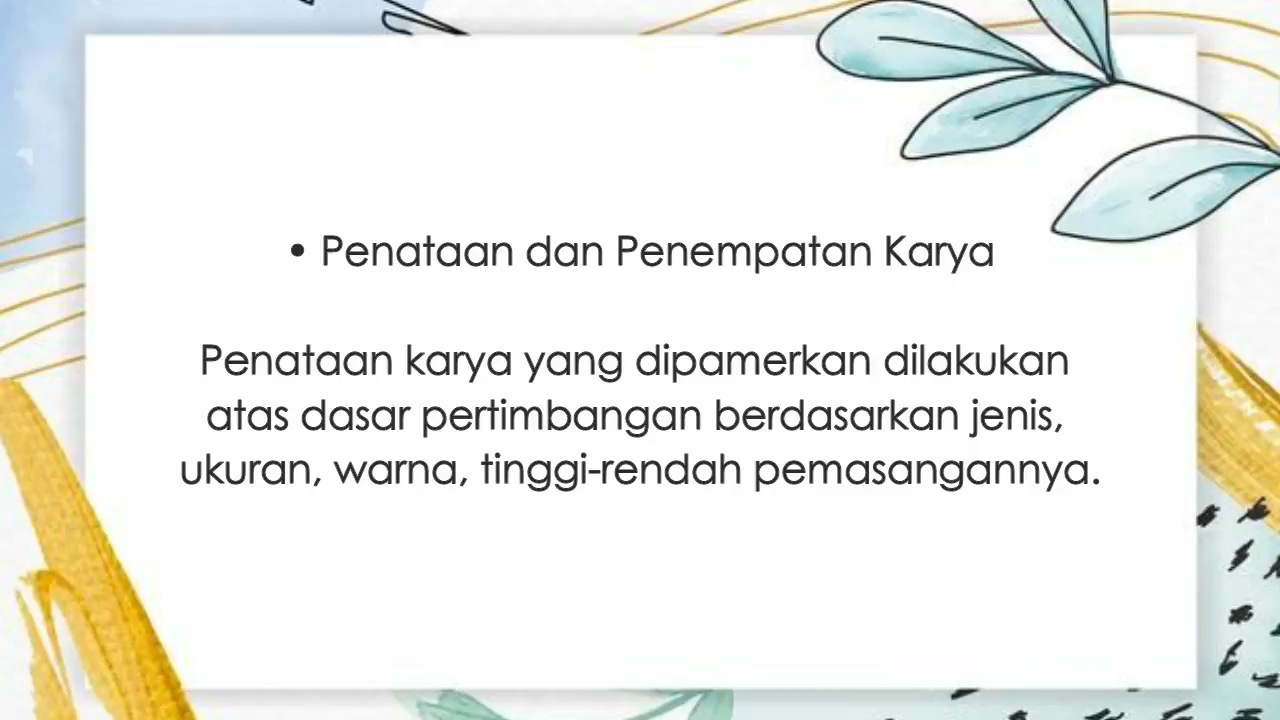 • Penataan dan Penempatan Karya
Penataan karya yang dipamerkan dilakukan
atas dasar pertimbangan berdasarkan jenis,
ukuran, warna, tinggi-rendah pemasangannya.